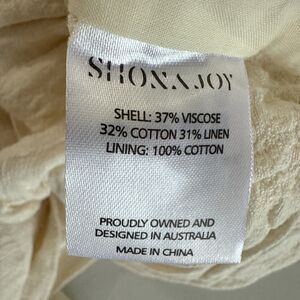 SHONA JOY
SHELL: 37% VISCOSE
32% COTTON 31% LINEN
LINING: 100% COTTON
PROUDLY OWNED AND
DESIGNED IN AUSTRALIA
MADE IN CHINA